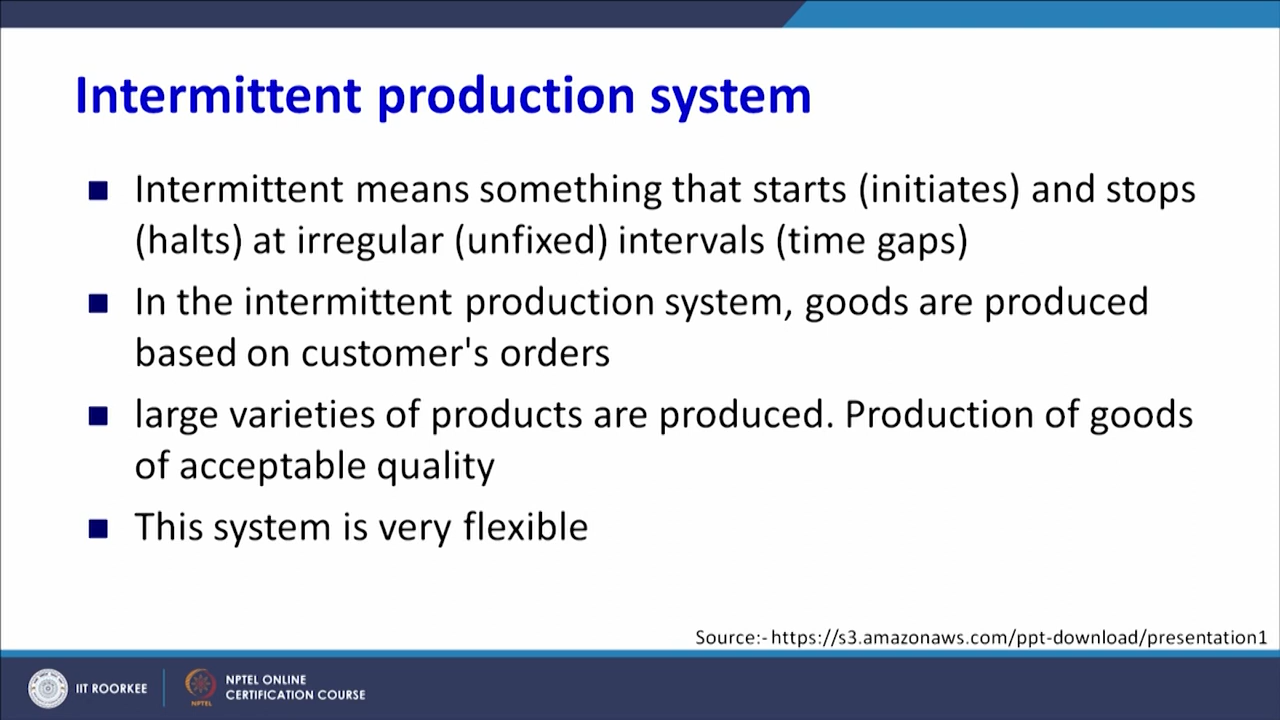 Intermittent production system
Intermittent means something that starts (initiates) and stops
(halts) at irregular (unfixed) intervals (time gaps)
In the intermittent production system, goods are produced
based on customer's orders
large varieties of products are produced. Production of goods
of acceptable quality
This system is very flexible
Source:- https://s3.amazonaws.com/ppt-download/presentation1
IIT ROORKEE
NPTEL
NPTEL ONLINE
CERTIFICATION COURSE